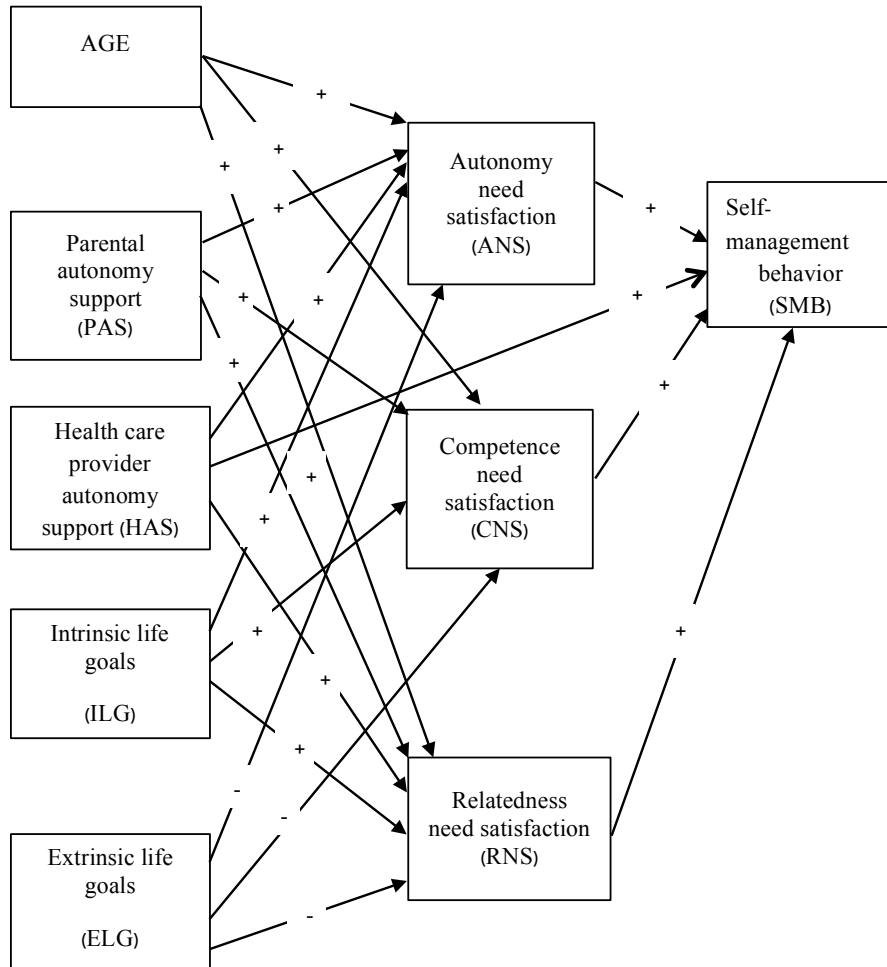 AGE
Parental
autonomy
support
(PAS)
Health care
provider
autonomy
support (HAS)
Intrinsic life
goals
(ILG)
Extrinsic life
goals
(ELG)
Autonomy
need
satisfaction
(ANS)
Competence
need
satisfaction
(CNS)
Relatedness
need satisfaction
(RNS)
Self-
management
behavior
(SMB)
+
+
+
+
+
+
+
+
+
+
+
+
+
+
-
-
-
+
+